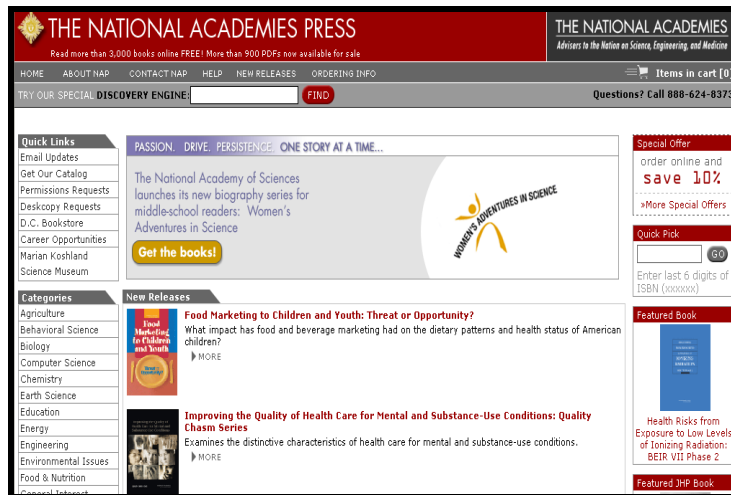 THE NATIONAL ACADEMIES PRESS
Read more than 3,000 books online FREE! More than 900 PDFs now available for sale
THE NATIONAL ACADEMIES
Advisers to the Nation on Science, Engineering, and Medicine
HOME ABOUT NAP CONTACT NAP HELP NEW RELEASES ORDERING INFO
Items in cart [0]
TRY OUR SPECIAL DISCOVERY ENGINE: FIND
Questions? Call 888-624-8373
Quick Links
Email Updates
Get Our Catalog
Permissions Requests
Deskcopy Requests
D.C. Bookstore
Career Opportunities
Marian Koshland
Science Museum
Categories
Agriculture
Behavioral Science
Biology
Computer Science
Chemistry
Earth Science
Education
Energy
Engineering
Environmental Issues
Food & Nutrition
General Interest
PASSION. DRIVE. PERSISTENCE. ONE STORY AT A TIME...
The National Academy of Sciences
launches its new biography series for
middle-school readers: Women's
Adventures in Science
Get the books!
WOMEN'S ADVENTURES IN SCIENCE
New Releases
Food Marketing to Children and Youth: Threat or Opportunity?
What impact has food and beverage marketing had on the dietary patterns and health status of American
children?
MORE
Food
Marketing
to Children
and Youth
Improving the Quality of Health Care for Mental and Substance-Use Conditions: Quality
Chasm Series
Examines the distinctive characteristics of health care for mental and substance-use conditions.
MORE
Special Offer
order online and
save 10%
»More Special Offers
Quick Pick
GO
Enter last 6 digits of
ISBN (xxxxxx)
Featured Book
Health Risks from
Exposure to Low Levels
of Ionizing Radiation:
BEIR VII Phase 2
Featured JHP Book